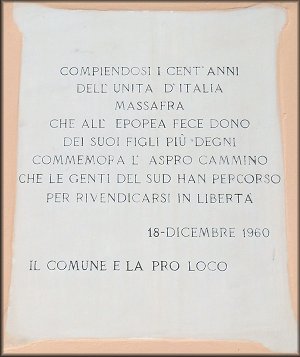 COMPIENDOSI I CENT'ANNI
DELL'UNITA D'ITALIA
MASSAFRA
CHE ALL' EPOPEA FECE DONO
DEI SUOI FIGLI PIÙ DEGNI
COMMEMORA L' ASPRO CAMMINO
CHE LE GENTI DEL SUD HAN PERCORSO
PER RIVENDICARSI IN LIBERTÀ
18-DICEMBRE 1960
IL COMUNE E LA PRO LOCO